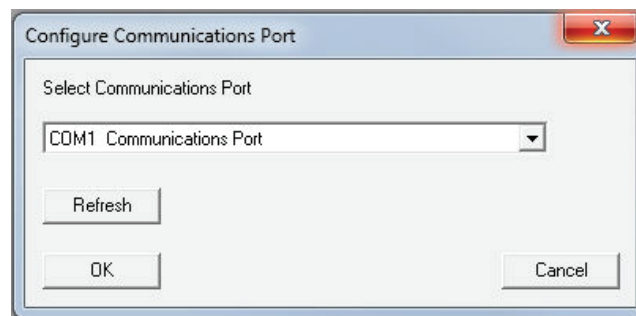 Configure Communications Port
Select Communications Port
COM1 Communications Port
Refresh
OK
Cancel